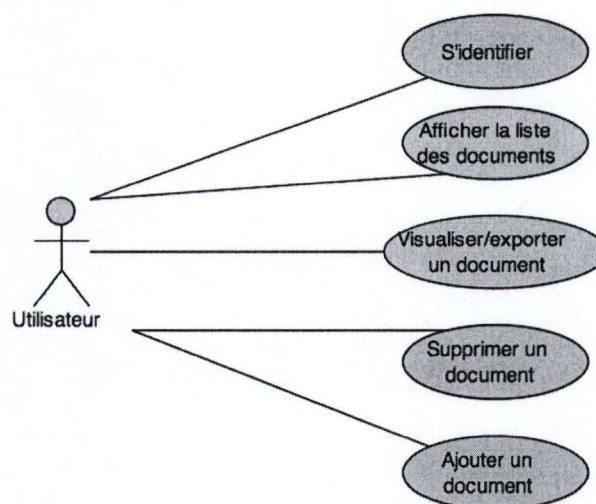 S'identifier
Afficher la liste
des documents
Visualiser/exporter
un document
Utilisateur
Supprimer un
document
Ajouter un
document